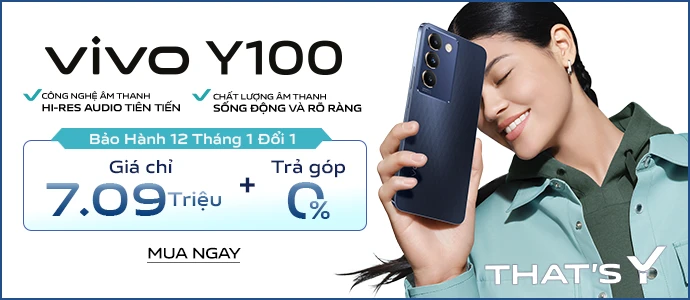 vivo Y100
CÔNG NGHỆ ÂM THANH
HI-RES AUDIO TIÊN TIẾN
CHẤT LƯỢNG ÂM THANH
SỐNG ĐỘNG VÀ RÕ RÀNG
Bảo Hành 12 Tháng 1 Đổi 1
Giá chỉ
7.09 Triệu
+
Trả góp
0%
MUA NGAY
THAT'S Y